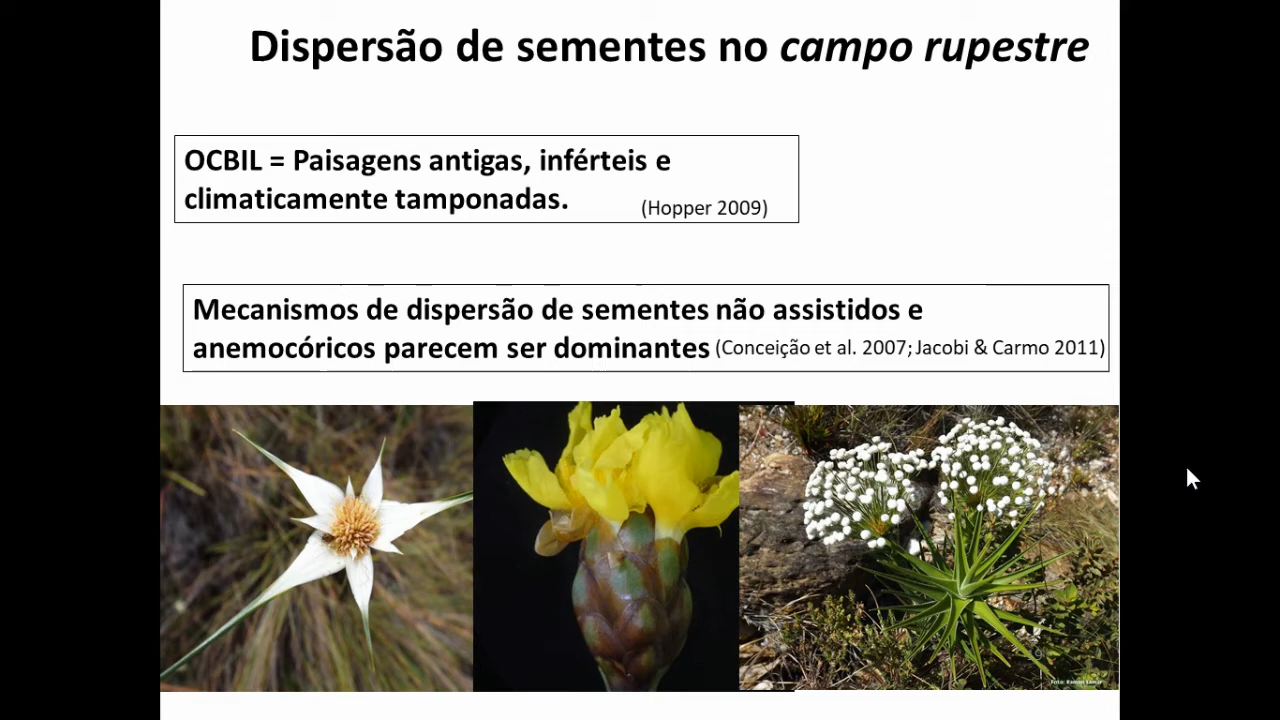 Dispersão de sementes no campo rupestre
OCBIL = Paisagens antigas, inférteis e
climaticamente tamponadas.
(Hopper 2009)
Mecanismos de dispersão de sementes não assistidos e
anemocóricos parecem ser dominantes (Conceição et al. 2007; Jacobi & Carmo 2011)